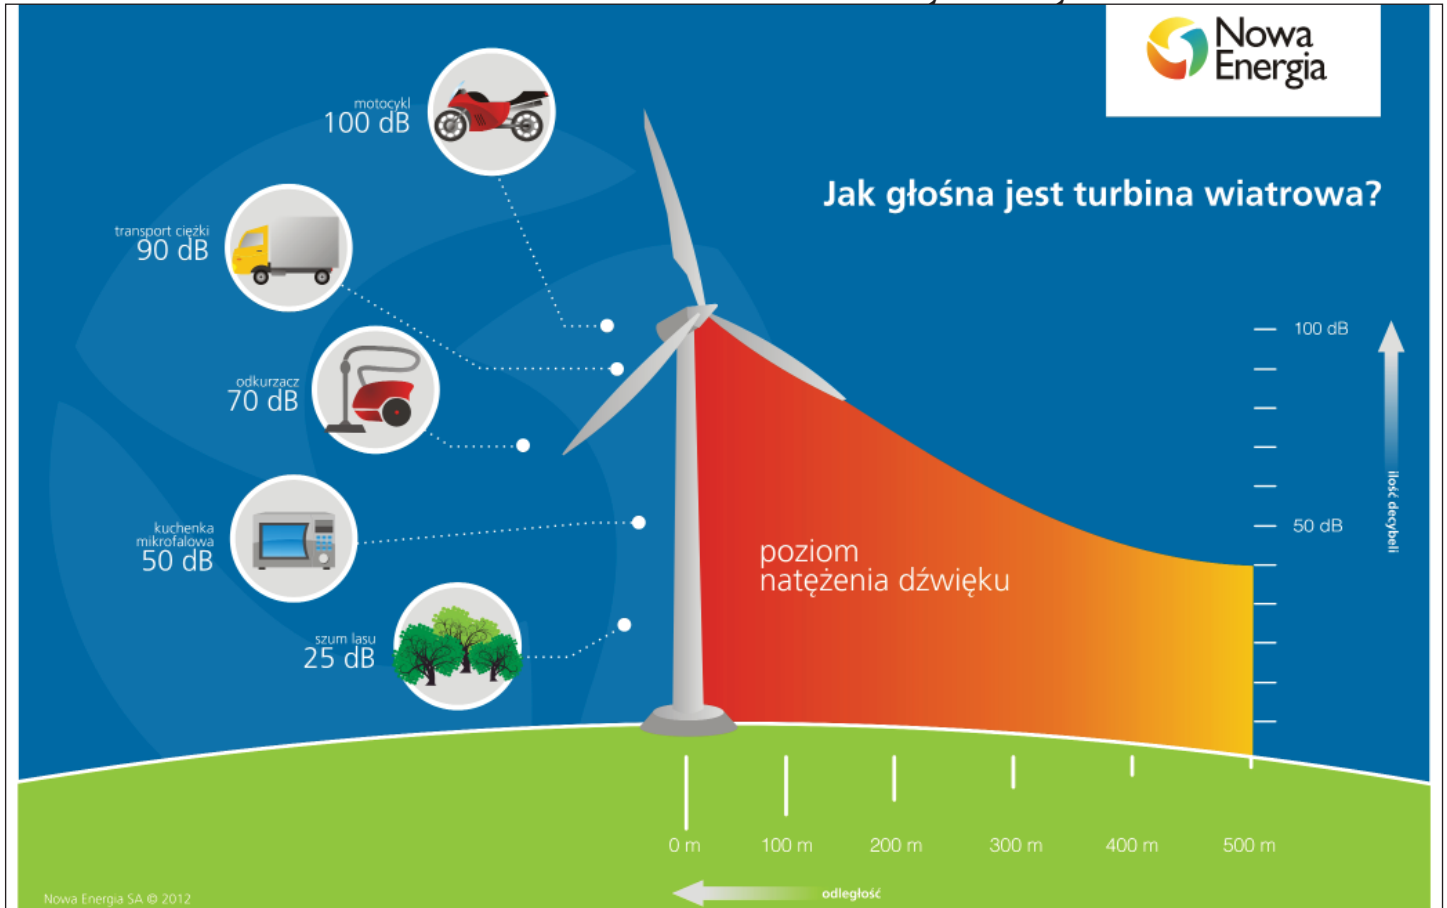 Nowa
Energia
Jak głośna jest turbina wiatrowa?
motocykl
100 dB
transport ciężki
90 dB
odkurzacz
70 dB
kuchenka
mikrofalowa
50 dB
szum lasu
25 dB
poziom
natężenia dźwięku
100 dB
50 dB
ilość decybeli
0 m
100 m
200 m
300 m
400 m
500 m
odległość
Nowa Energia SA © 2012